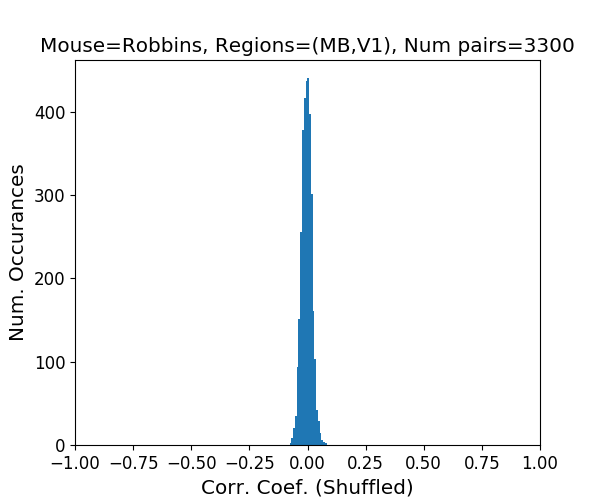 Mouse=Robbins, Regions=(MB,V1), Num pairs=3300
400
300
200
100
0
Num. Occurances
−1.00 −0.75 −0.50 −0.25 0.00 0.25 0.50 0.75 1.00
Corr. Coef. (Shuffled)